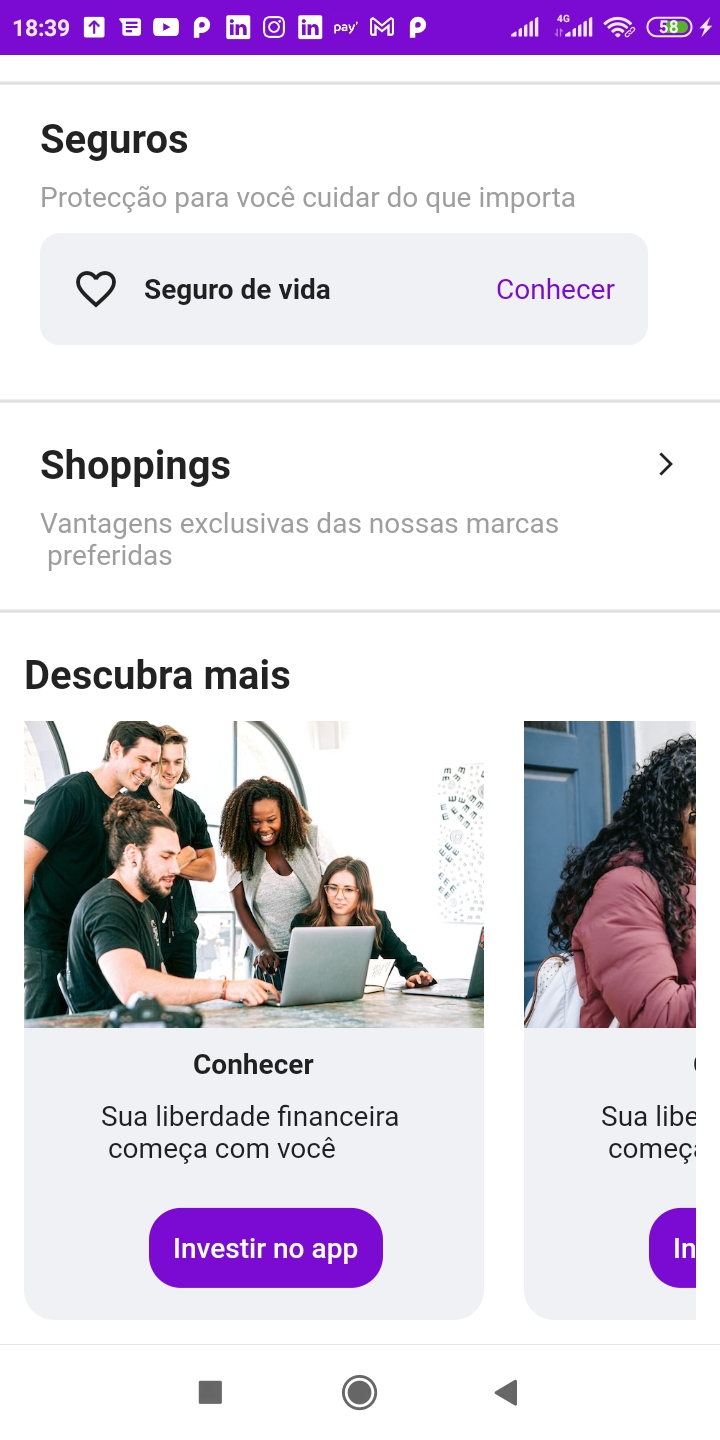 18:39
pay'
4G
58
Seguros
Protecção para você cuidar do que importa
Seguro de vida
Conhecer
Shoppings
Vantagens exclusivas das nossas marcas
preferidas
Descubra mais
Conhecer
Sua liberdade financeira
começa com você
Investir no app
Sua libe
começa
In